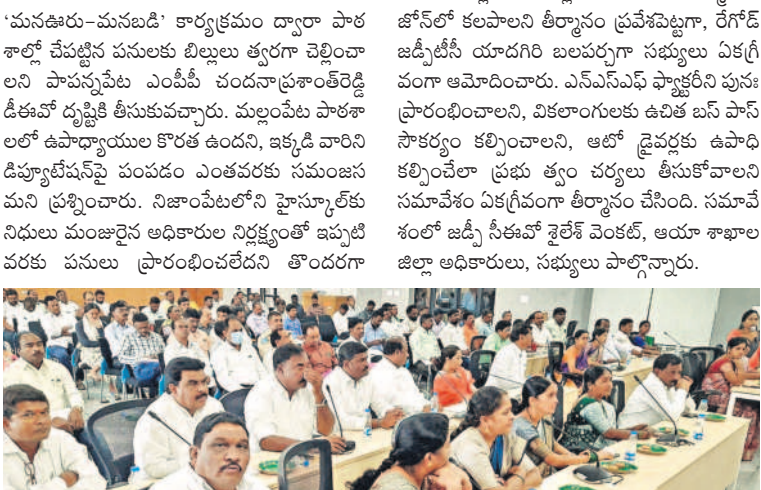 ‘మనఊరు-మనబడి’ కార్యక్రమం ద్వారా పాఠ
శాల్లో చేపట్టిన పనులకు బిల్లులు త్వరగా చెల్లించా
లని పాపన్నపేట ఎంపీపీ చందనాప్రశాంత్‌రెడ్డి
డీఈవో దృష్టికి తీసుకువచ్చారు. మల్లంపేట పాఠశా
లలో ఉపాధ్యాయుల కొరత ఉందని, ఇక్కడి వారిని
డిప్యూటేషన్‌పై పంపడం ఎంతవరకు సమంజస
మని ప్రశ్నించారు. నిజాంపేటలోని హైస్కూల్‌కు
నిధులు మంజురైన అధికారుల నిర్లక్ష్యంతో ఇప్పటి
వరకు పనులు ప్రారంభించలేదని తొందరగా
జోన్‌లో కలపాలని తీర్మానం ప్రవేశపెట్టగా, రేగోడ్
జడ్పీటీసీ యాదగిరి బలపర్చగా సభ్యులు ఏకగ్రీ
వంగా ఆమోదించారు. ఎన్ఎస్ఎఫ్ ఫ్యాక్టరీని పునః
ప్రారంభించాలని, వికలాంగులకు ఉచిత బస్ పాస్
సౌకర్యం కల్పించాలని, ఆటో డ్రైవర్లకు ఉపాధి
కల్పించేలా ప్రభు త్వం చర్యలు తీసుకోవాలని
సమావేశం ఏకగ్రీవంగా తీర్మానం చేసింది. సమావే
శంలో జడ్పీ సీఈవో శైలేశ్ వెంకట్, ఆయా శాఖాల
జిల్లా అధికారులు, సభ్యులు పాల్గొన్నారు.